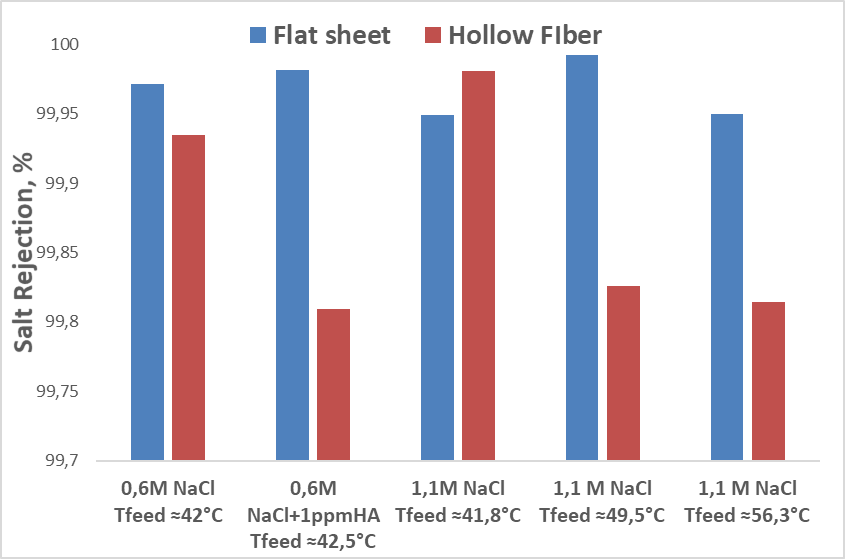 Flat sheet
Hollow FIber
Salt Rejection, %
100
99,95
99,9
99,85
99,8
99,75
99,7
0,6M NaCl
Tfeed ≈42°C
0,6M
NaCl+1ppmHA
Tfeed ≈42,5°C
1,1M NaCl
Tfeed ≈41,8°C
1,1 M NaCl
Tfeed ≈49,5°C
1,1 M NaCl
Tfeed ≈56,3°C